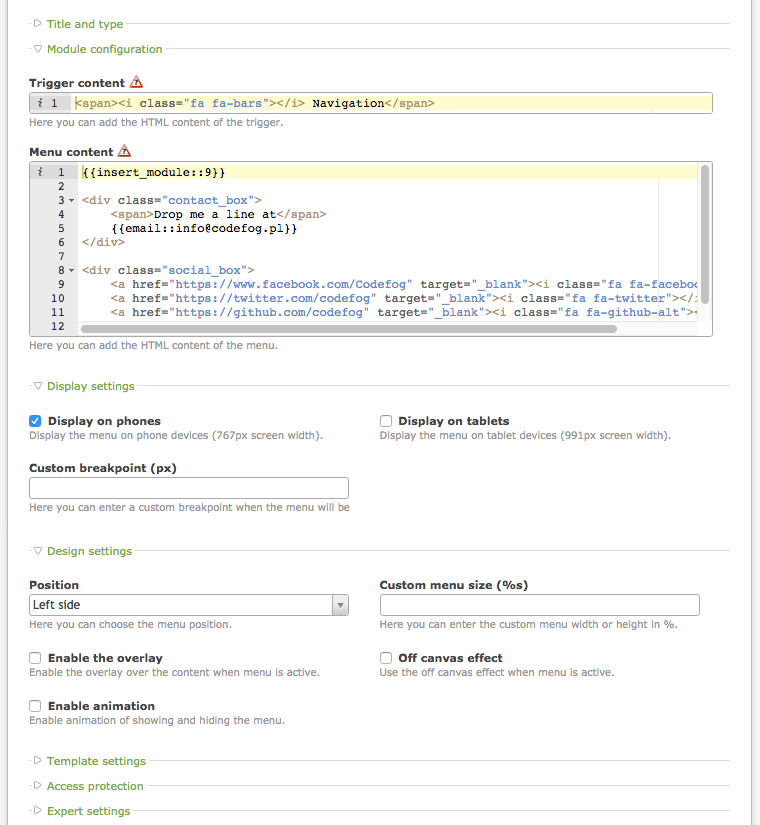 Title and type
Module configuration
Trigger content
i 1 <span><i class="fa fa-bars"></i> Navigation</span>
Here you can add the HTML content of the trigger.
Menu content
i 1 {{insert_module::9}}
2
3 <div class="contact_box">
4 <span>Drop me a line at</span>
5 {{email::info@codefog.pl}}
6 </div>
7
8 <div class="social_box">
9 <a href="https://www.facebook.com/Codefog" target="_blank"><i class="fa fa-faceboo
10 <a href="https://twitter.com/codefog" target="_blank"><i class="fa fa-twitter"></i
11 <a href="https://github.com/codefog" target="_blank"><i class="fa fa-github-alt"><
12
Here you can add the HTML content of the menu.
Display settings
Display on phones
Display the menu on phone devices (767px screen width).
Display on tablets
Display the menu on tablet devices (991px screen width).
Custom breakpoint (px)
Here you can enter a custom breakpoint when the menu will be
Design settings
Position
Left side
Here you can choose the menu position.
Custom menu size (%s)
Here you can enter the custom menu width or height in %.
Enable the overlay
Enable the overlay over the content when menu is active.
Off canvas effect
Use the off canvas effect when menu is active.
Enable animation
Enable animation of showing and hiding the menu.
Template settings
Access protection
Expert settings